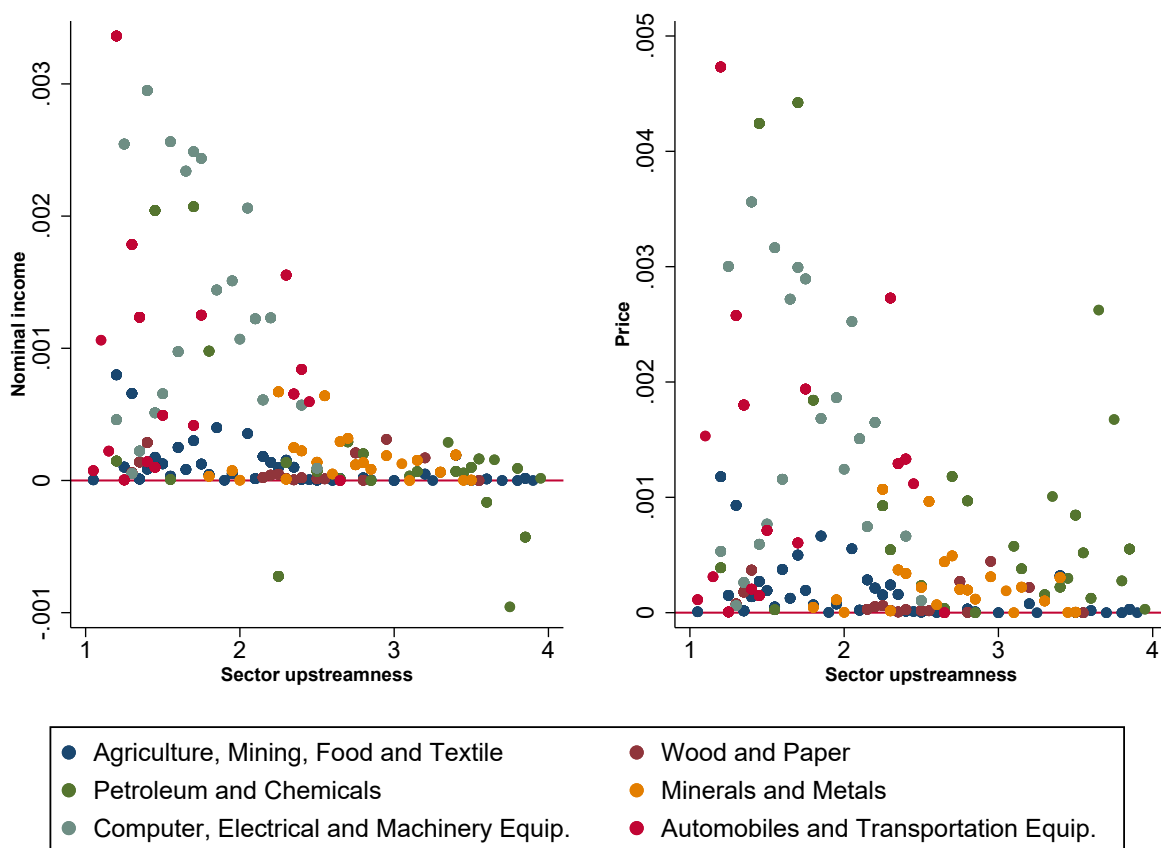 Nominal income
.003
.002
.001
0
-.001
1 2 3 4
Sector upstreamness
Price
.005
.004
.003
.002
.001
0
1 2 3 4
Sector upstreamness
Agriculture, Mining, Food and Textile
Wood and Paper
Petroleum and Chemicals
Minerals and Metals
Computer, Electrical and Machinery Equip.
Automobiles and Transportation Equip.